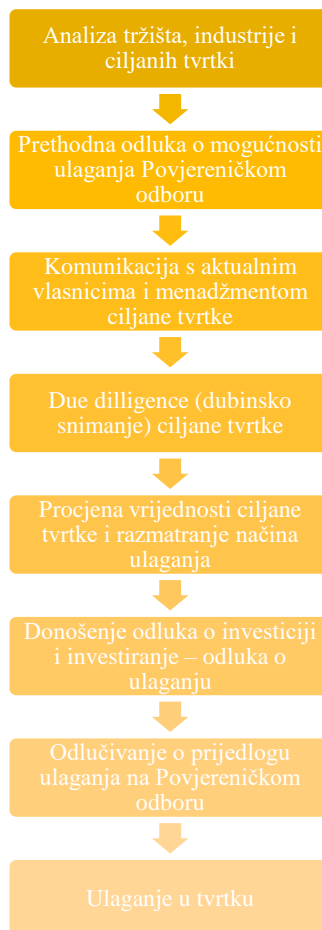 Analiza tržišta, industrije i
ciljanih tvrtki
Prethodna odluka o mogućnosti
ulaganja Povjereničkom
odboru
Komunikacija s aktualnim
vlasnicima i menadžmentom
ciljane tvrtke
Due dilligence (dubinsko
snimanje) ciljane tvrtke
Procjena vrijednosti ciljane
tvrtke i razmatranje načina
ulaganja
Donošenje odluka o investiciji
i investiranje – odluka o
ulaganju
Odlučivanje o prijedlogu
ulaganja na Povjereničkom
odboru
Ulaganje u tvrtku